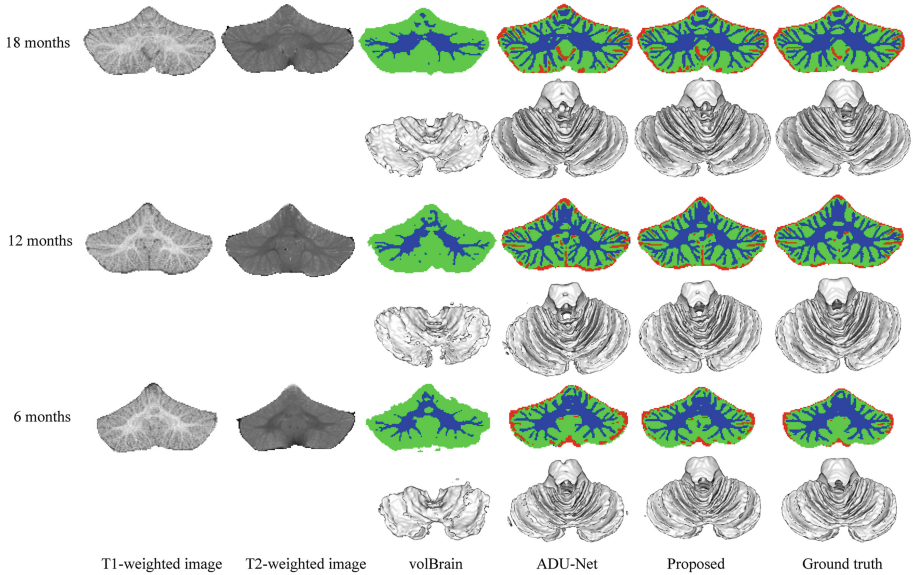 18 months
12 months
6 months
T1-weighted image T2-weighted image volBrain ADU-Net Proposed Ground truth